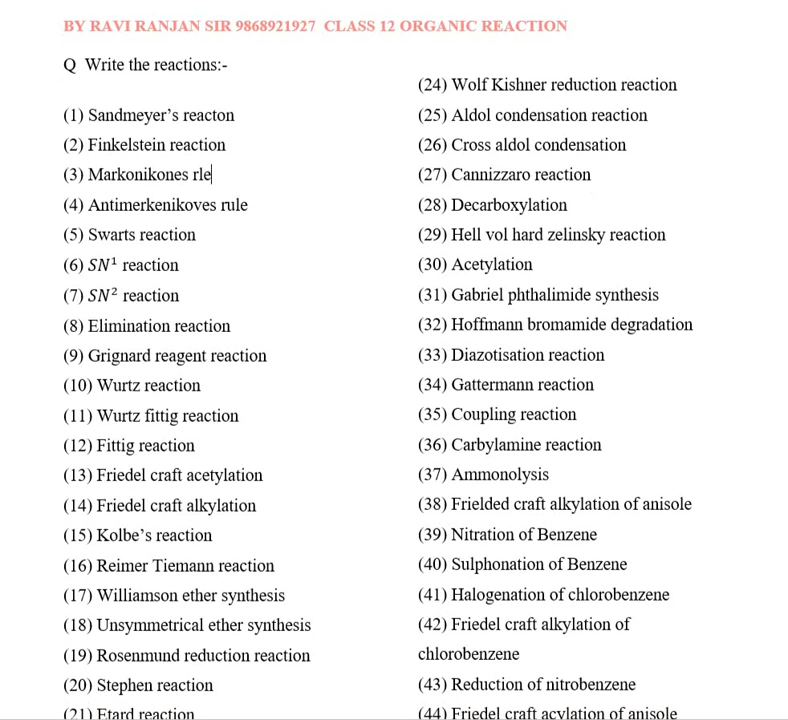 BY RAVI RANJAN SIR 9868921927 CLASS 12 ORGANIC REACTION
Q Write the reactions:-
(1) Sandmeyer's reacton
(2) Finkelstein reaction
(3) Markonikones rle
(4) Antimerkenikoves rule
(5) Swarts reaction
(6) SN¹ reaction
(7) SN² reaction
(8) Elimination reaction
(9) Grignard reagent reaction
(10) Wurtz reaction
(11) Wurtz fittig reaction
(12) Fittig reaction
(13) Friedel craft acetylation
(14) Friedel craft alkylation
(15) Kolbe's reaction
(16) Reimer Tiemann reaction
(17) Williamson ether synthesis
(18) Unsymmetrical ether synthesis
(19) Rosenmund reduction reaction
(20) Stephen reaction
(21) Etard reaction
(24) Wolf Kishner reduction reaction
(25) Aldol condensation reaction
(26) Cross aldol condensation
(27) Cannizzaro reaction
(28) Decarboxylation
(29) Hell vol hard zelinsky reaction
(30) Acetylation
(31) Gabriel phthalimide synthesis
(32) Hoffmann bromamide degradation
(33) Diazotisation reaction
(34) Gattermann reaction
(35) Coupling reaction
(36) Carbylamine reaction
(37) Ammonolysis
(38) Frielded craft alkylation of anisole
(39) Nitration of Benzene
(40) Sulphonation of Benzene
(41) Halogenation of chlorobenzene
(42) Friedel craft alkylation of
chlorobenzene
(43) Reduction of nitrobenzene
(44) Friedel craft acylation of anisole